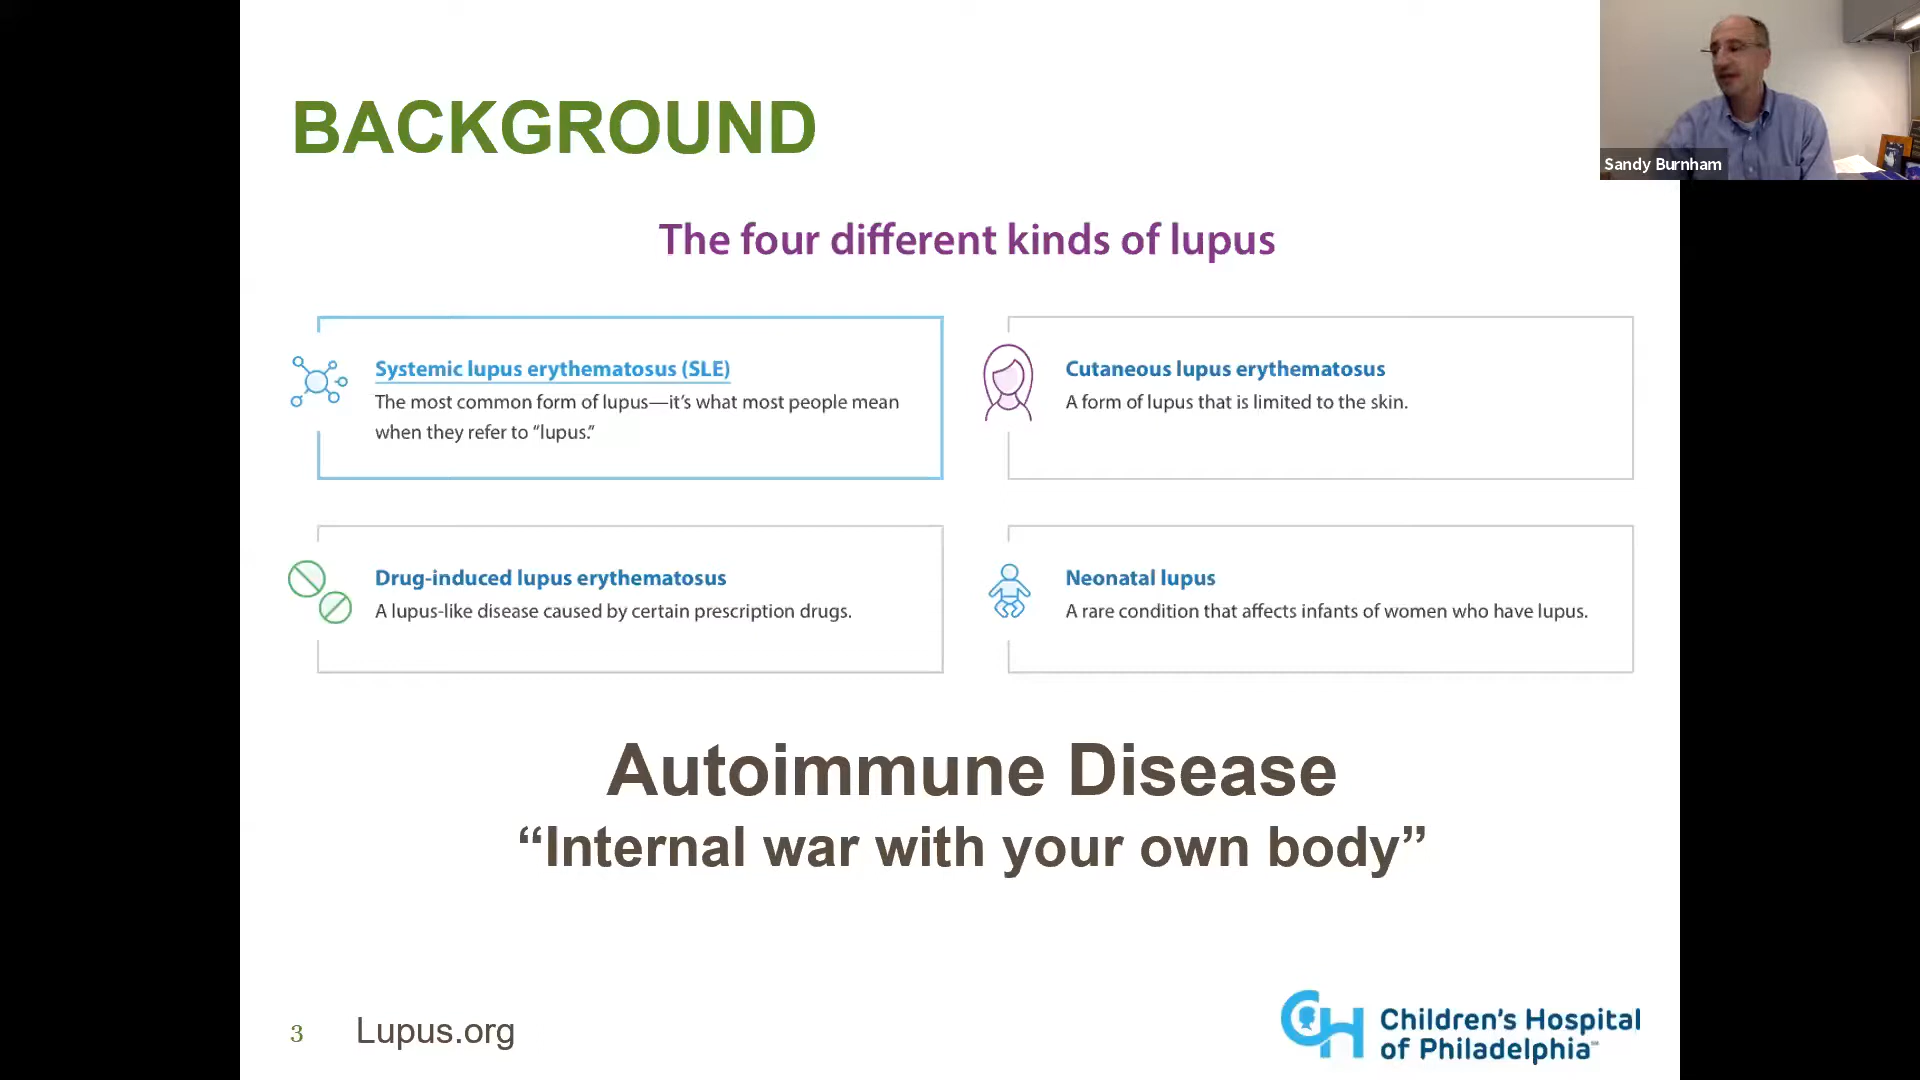 BACKGROUND
Sandy Burnham
The four different kinds of lupus
Systemic lupus erythematosus (SLE)
The most common form of lupus—it’s what most people mean
when they refer to “lupus.”
Cutaneous lupus erythematosus
A form of lupus that is limited to the skin.
Drug-induced lupus erythematosus
A lupus-like disease caused by certain prescription drugs.
Neonatal lupus
A rare condition that affects infants of women who have lupus.
Autoimmune Disease
“Internal war with your own body”
3
Lupus.org
CH
Children’s Hospital
of Philadelphia